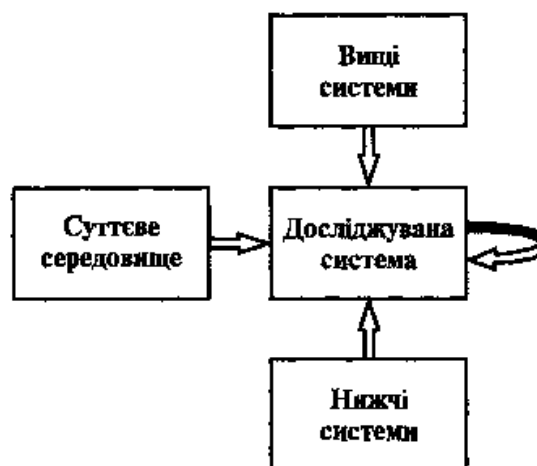 Вищі
системи
Суттєве
середовище
Досліджувана
система
Нижчі
системи